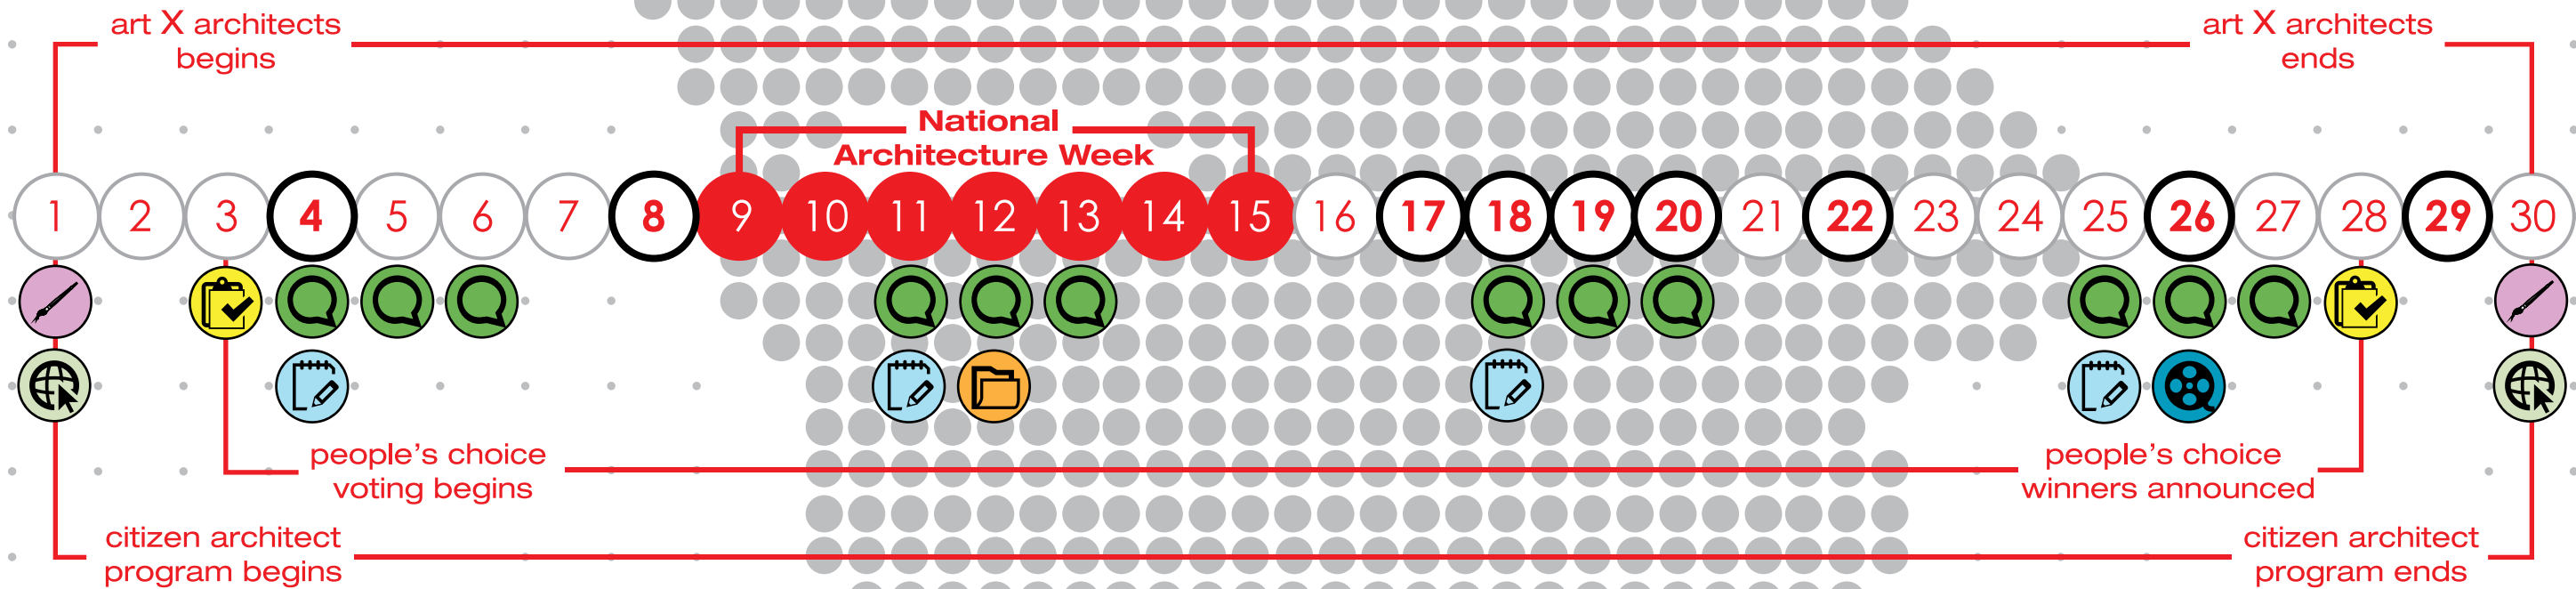 art X architects
begins
art X architects
ends
National
Architecture Week
1 2 3 4 5 6 7 8 9 10 11 12 13 14 15 16 17 18 19 20 21 22 23 24 25 26 27 28 29 30
people's choice
voting begins
people's choice
winners announced
citizen architect
program begins
citizen architect
program ends